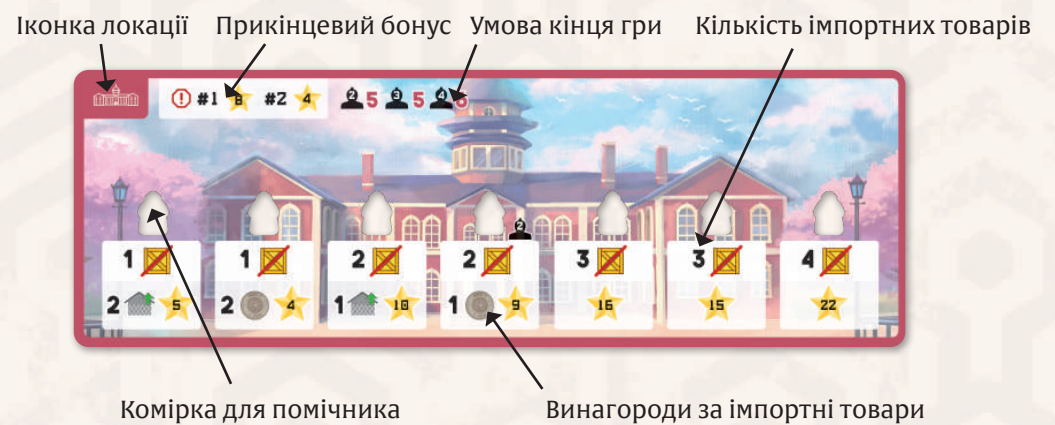 Іконка локації Прикінцевий бонус Умова кінця гри Кількість імпортних товарів
#1 8 #2 4 2 5 3 5 4 6
2
1 1 2 2 3 3 4
2 5 2 4 1 10 1 9 16 15 22
Комірка для помічника Винагороди за імпортні товари